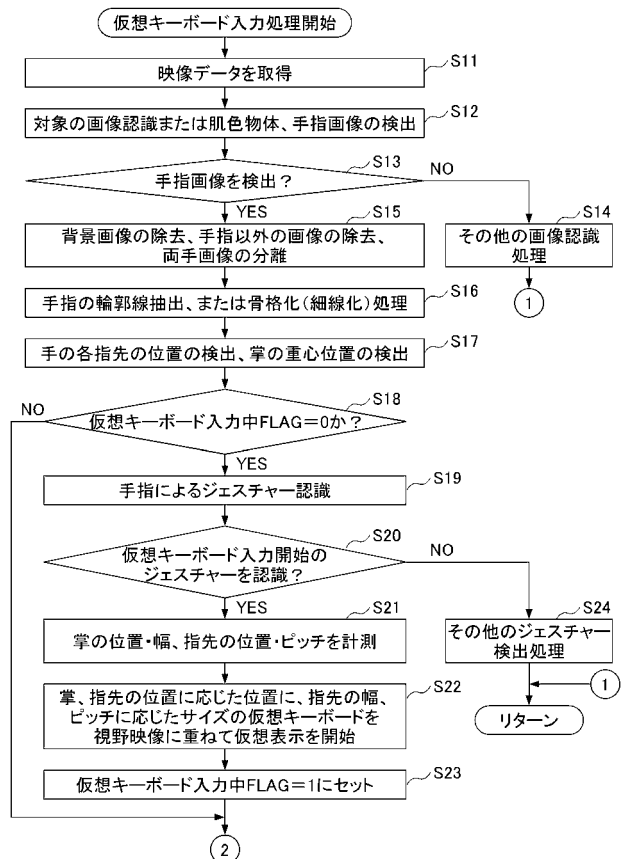 仮想キーボード入力処理開始
S11
映像データを取得
S12
対象の画像認識または肌色物体、手指画像の検出
S13
手指画像を検出？
NO
YES
S15
背景画像の除去、手指以外の画像の除去、
両手画像の分離
S14
その他の画像認識
処理
1
S16
手指の輪郭線抽出、または骨格化(細線化)処理
S17
手の各指先の位置の検出、掌の重心位置の検出
S18
NO
仮想キーボード入力中FLAG＝0か？
YES
S19
手指によるジェスチャー認識
S20
仮想キーボード入力開始の
ジェスチャーを認識？
NO
YES
S21
掌の位置・幅、指先の位置・ピッチを計測
S24
その他のジェスチャー
検出処理
1
リターン
S22
掌、指先の位置に応じた位置に、指先の幅、
ピッチに応じたサイズの仮想キーボードを
視野映像に重ねて仮想表示を開始
S23
仮想キーボード入力中FLAG＝1にセット
2